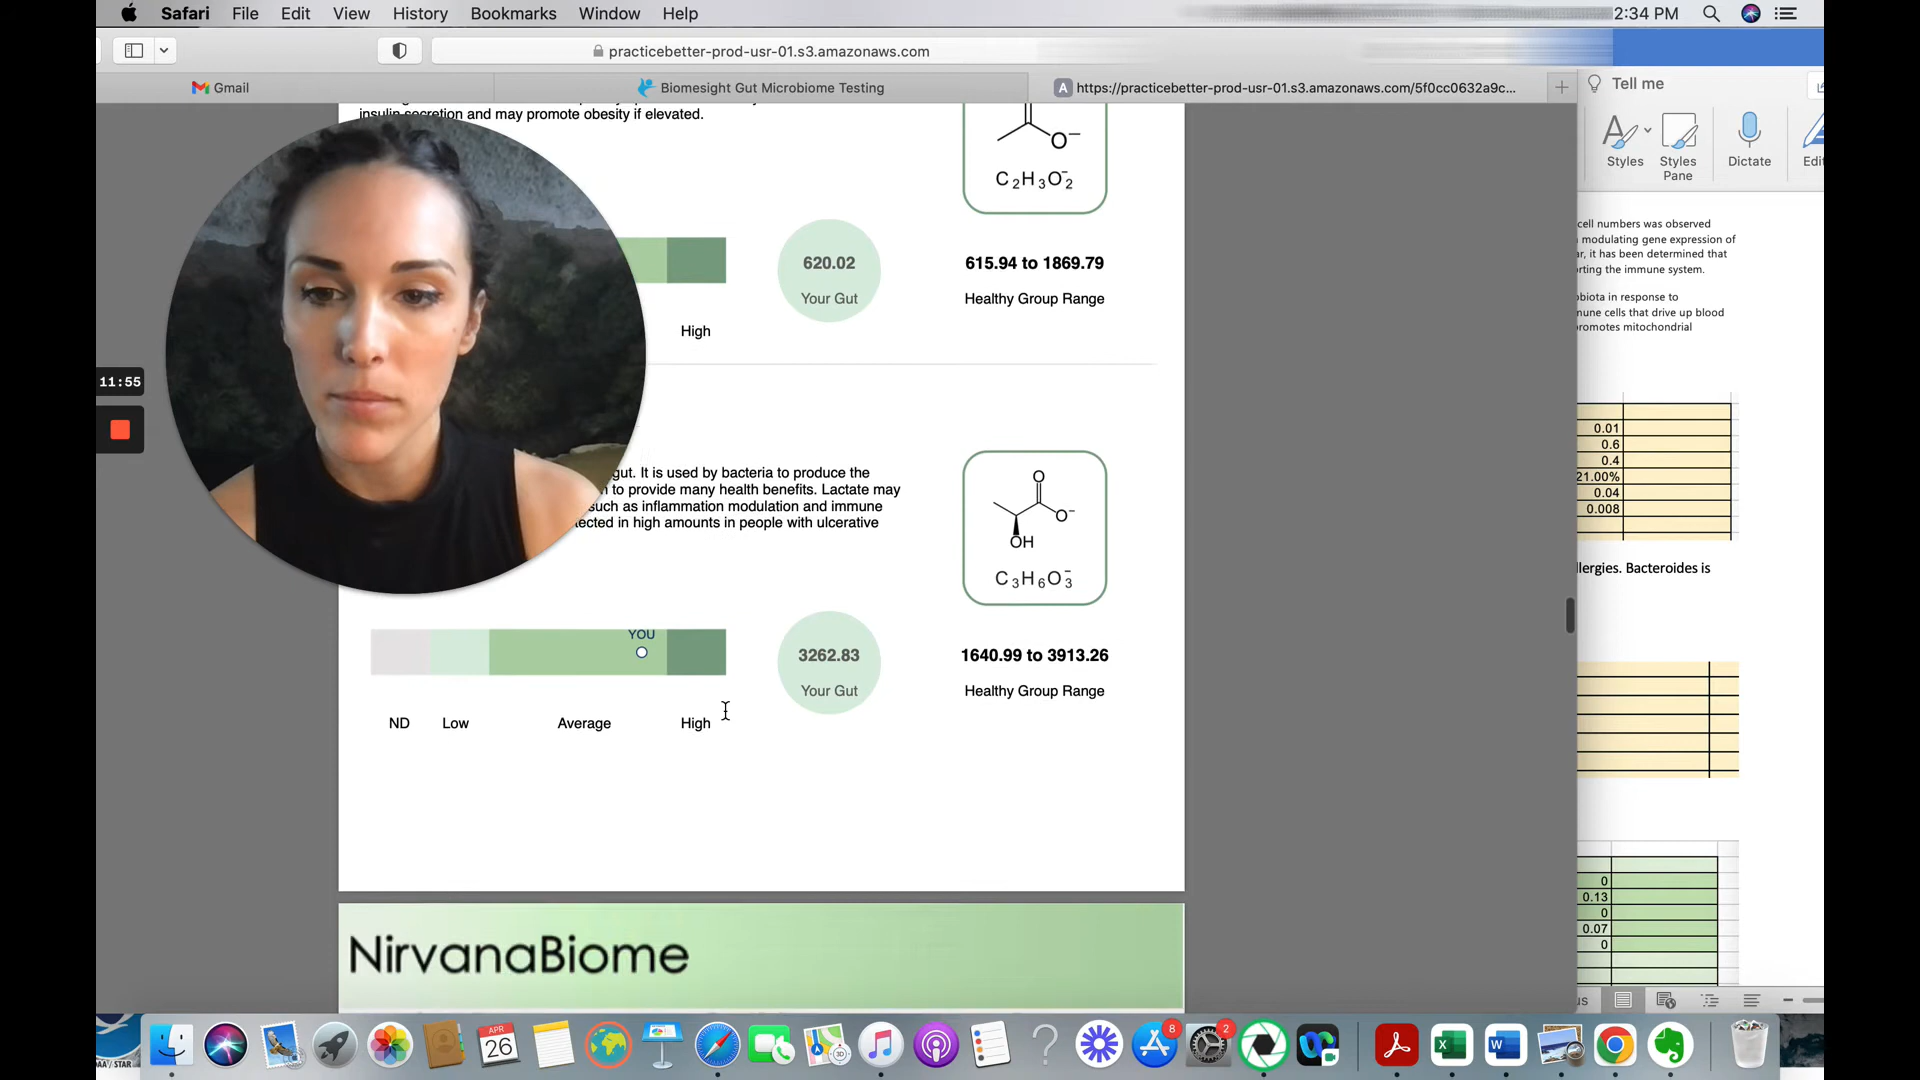 Safari File Edit View History Bookmarks Window Help
2:34 PM
practicebetter-prod-usr-01.s3.amazonaws.com
Gmail
Biomesight Gut Microbiome Testing
https://practicebetter-prod-usr-01.s3.amazonaws.com/5f0cc0632a9c...
Tell me
Styles
Styles Pane
Dictate
insulin secretion and may promote obesity if elevated.
O−
C2H3O2−
620.02
Your Gut
615.94 to 1869.79
Healthy Group Range
High
11:55
gut. It is used by bacteria to produce the
to provide many health benefits. Lactate may
such as inflammation modulation and immune
in high amounts in people with ulcerative
O
O−
OH
C3H6O3−
YOU
3262.83
Your Gut
1640.99 to 3913.26
Healthy Group Range
ND Low Average High
NirvanaBiome
cell numbers was observed
modulating gene expression of
it has been determined that
the immune system.
in response to
cells that drive up blood
promotes mitochondrial
0.01
0.6
0.4
21.00%
0.04
0.008
Bacteroides is
0
0.13
0
0.07
0
APR
26
8
2